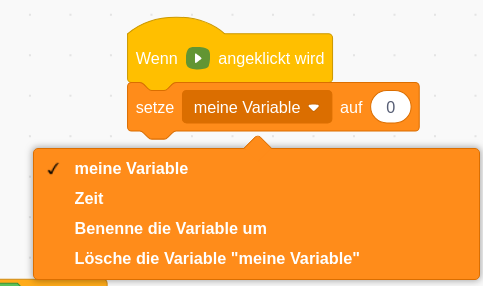 Wenn angeklickt wird
setze meine Variable auf 0
meine Variable
Zeit
Benenne die Variable um
Lösche die Variable "meine Variable"